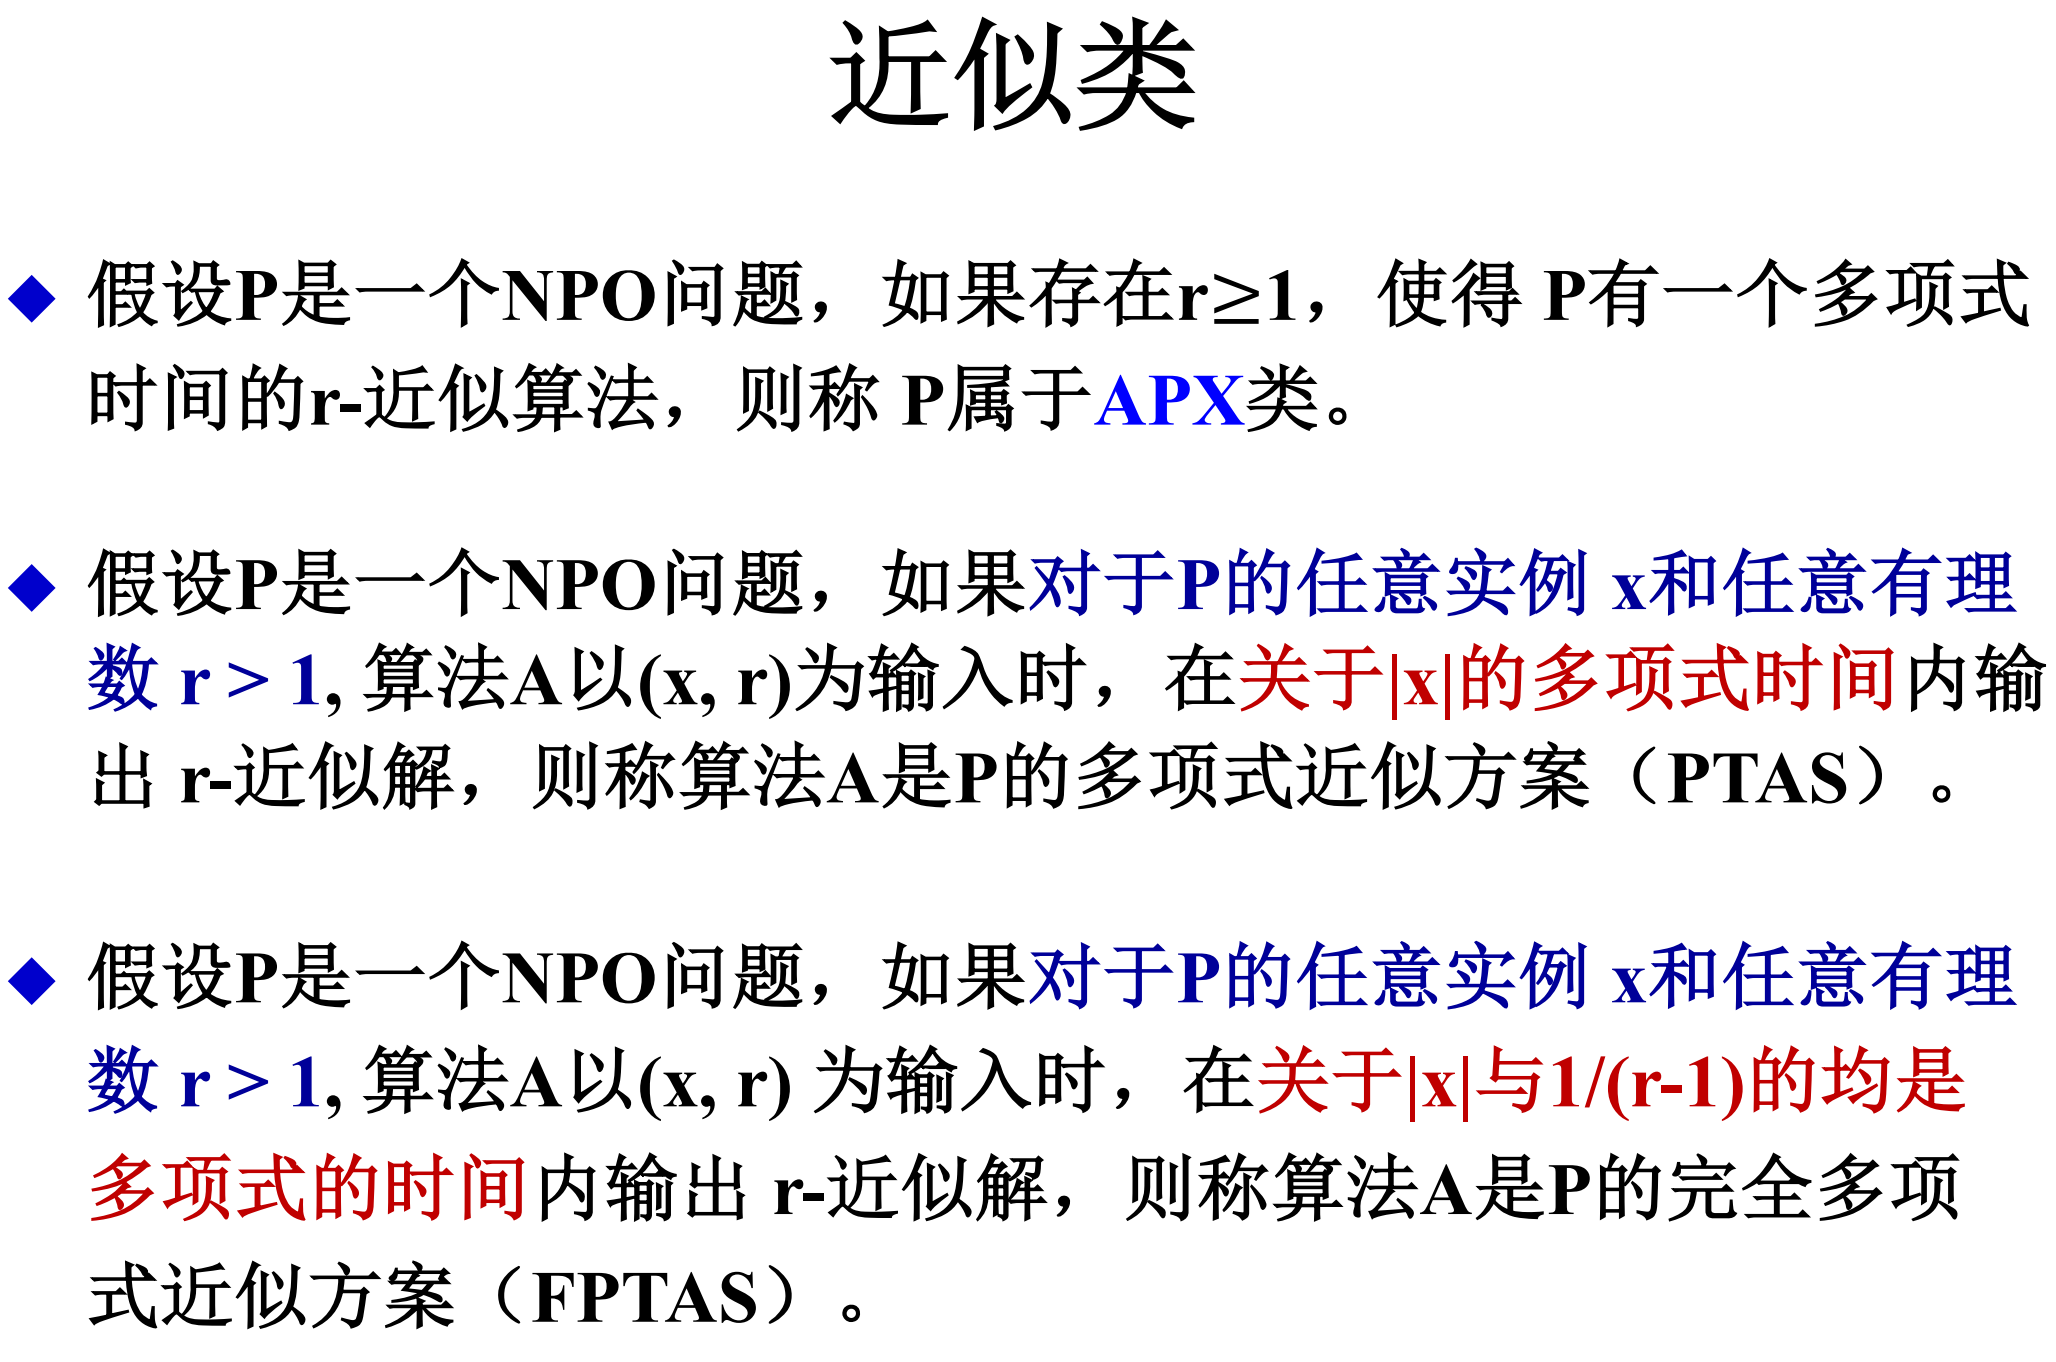 近似类
◆ 假设P是一个NPO问题，如果存在r≥1，使得 P有一个多项式
时间的r-近似算法，则称 P属于APX类。
◆ 假设P是一个NPO问题，如果对于P的任意实例 x和任意有理
数 r > 1, 算法A以(x, r)为输入时，在关于|x|的多项式时间内输
出 r-近似解，则称算法A是P的多项式近似方案（PTAS）。
◆ 假设P是一个NPO问题，如果对于P的任意实例 x和任意有理
数 r > 1, 算法A以(x, r) 为输入时，在关于|x|与1/(r-1)的均是
多项式的时间内输出 r-近似解，则称算法A是P的完全多项
式近似方案（FPTAS）。